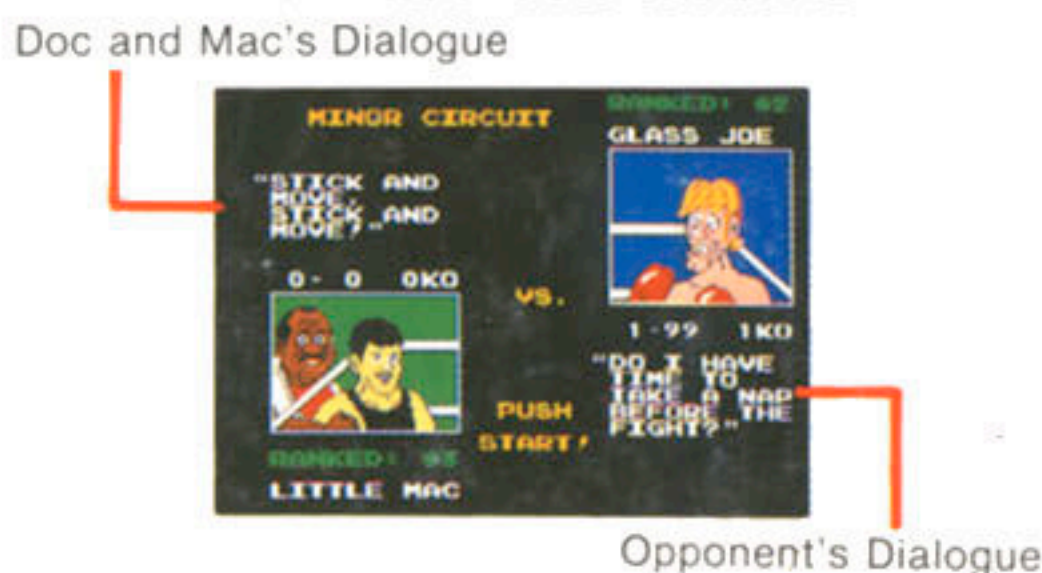 Doc and Mac's Dialogue
MINOR CIRCUIT
"STICK AND
MOVE,
STICK AND
MOVE!"
0- 0 0KO
RANKED:
LITTLE MAC
VS.
PUSH
START!
RANKED:
GLASS JOE
1-99 1KO
"DO I HAVE
TIME TO
TAKE A NAP
BEFORE THE
FIGHT?"
Opponent's Dialogue